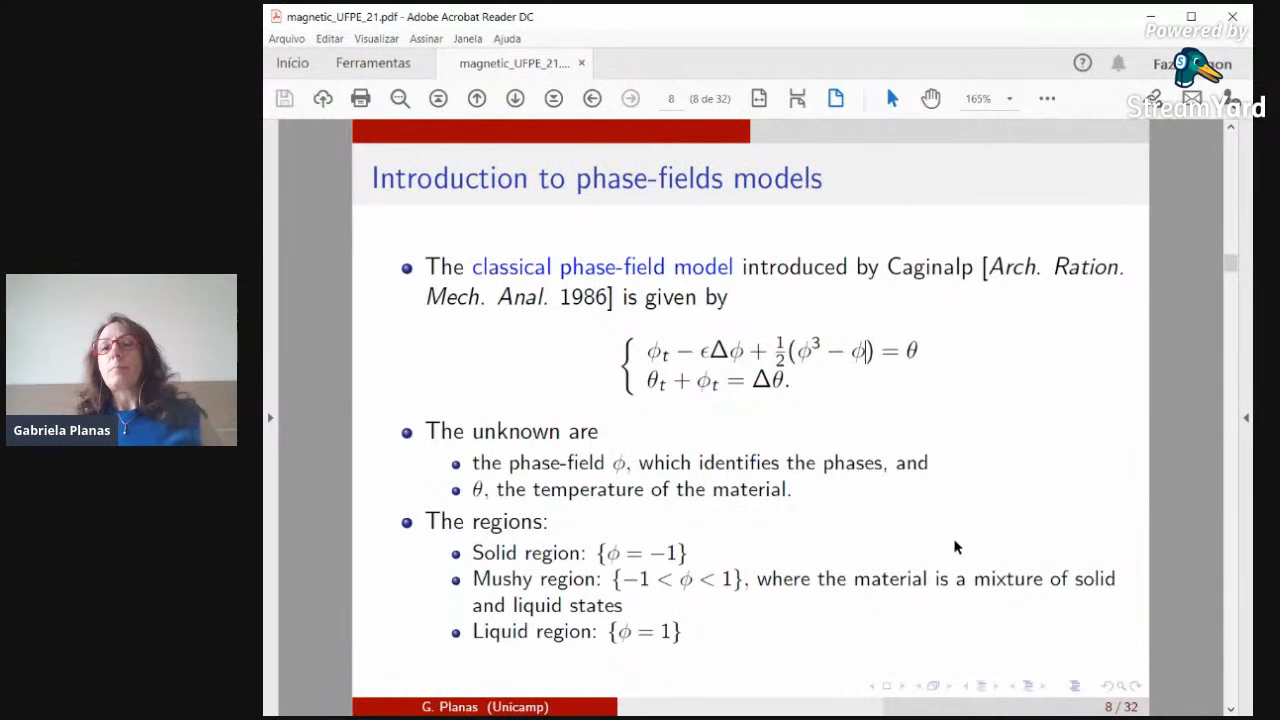 magnetic_UFPE_21.pdf - Adobe Acrobat Reader DC
Powered by
Arquivo Editar Visualizar Assinar Janela Ajuda
Início Ferramentas magnetic_UFPE_21.... ×
8 (8 de 32) 165%
StreamYard
Introduction to phase-fields models
The classical phase-field model introduced by Caginalp [Arch. Ration.
Mech. Anal. 1986] is given by
ϕₜ − ϵΔϕ + ½(ϕ³ − ϕ) = θ
θₜ + ϕₜ = Δθ.
The unknown are
the phase-field ϕ, which identifies the phases, and
θ, the temperature of the material.
The regions:
Solid region: {ϕ = −1}
Mushy region: {−1 < ϕ < 1}, where the material is a mixture of solid
and liquid states
Liquid region: {ϕ = 1}
Gabriela Planas
G. Planas (Unicamp) 8 / 32